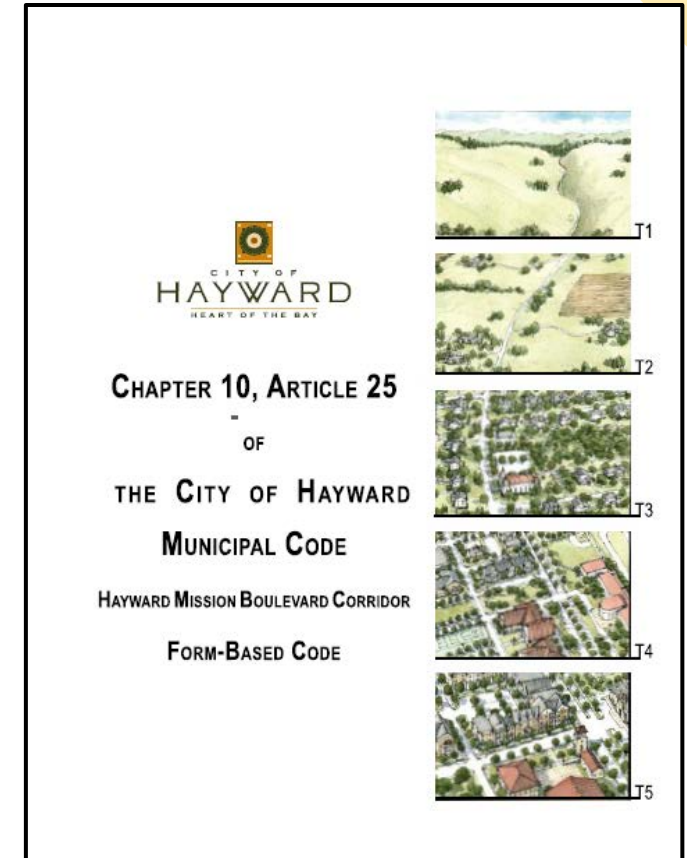 CITY OF
HAYWARD
HEART OF THE BAY
CHAPTER 10, ARTICLE 25
-
OF
THE CITY OF HAYWARD
MUNICIPAL CODE
HAYWARD MISSION BOULEVARD CORRIDOR
FORM-BASED CODE
T1
T2
T3
T4
T5